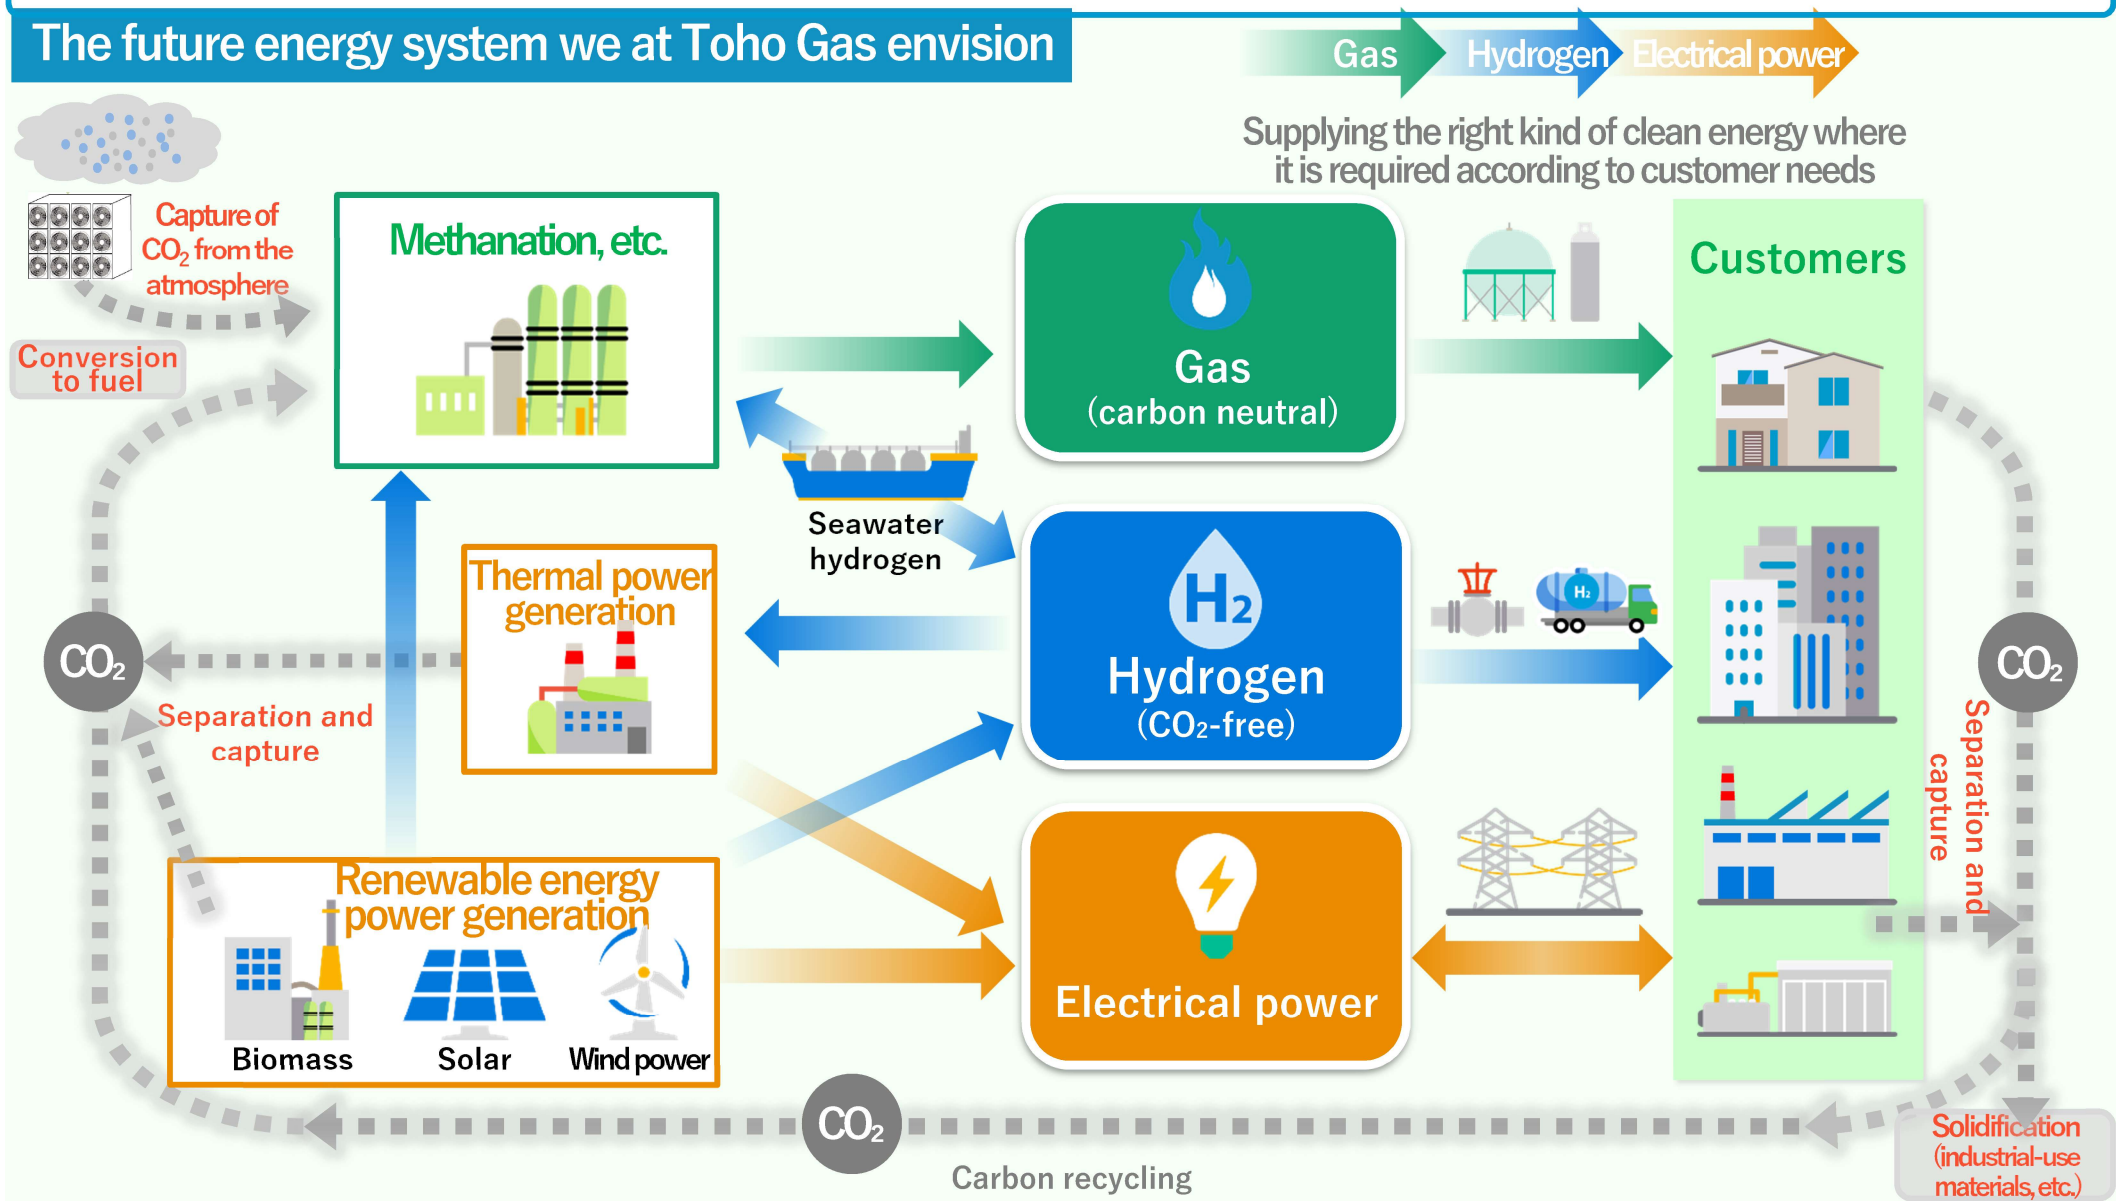 The future energy system we at Toho Gas envision
Gas
Hydrogen
Electrical power
Supplying the right kind of clean energy where
it is required according to customer needs
Capture of
CO₂ from the
atmosphere
Conversion
to fuel
Methanation, etc.
Gas
(carbon neutral)
Customers
Seawater
hydrogen
Thermal power
generation
H₂
Hydrogen
(CO₂-free)
H₂
CO₂
CO₂
Separation and
capture
Separation and
capture
Renewable energy
power generation
Biomass
Solar
Wind power
Electrical power
CO₂
Carbon recycling
Solidification
(industrial-use
materials, etc.)